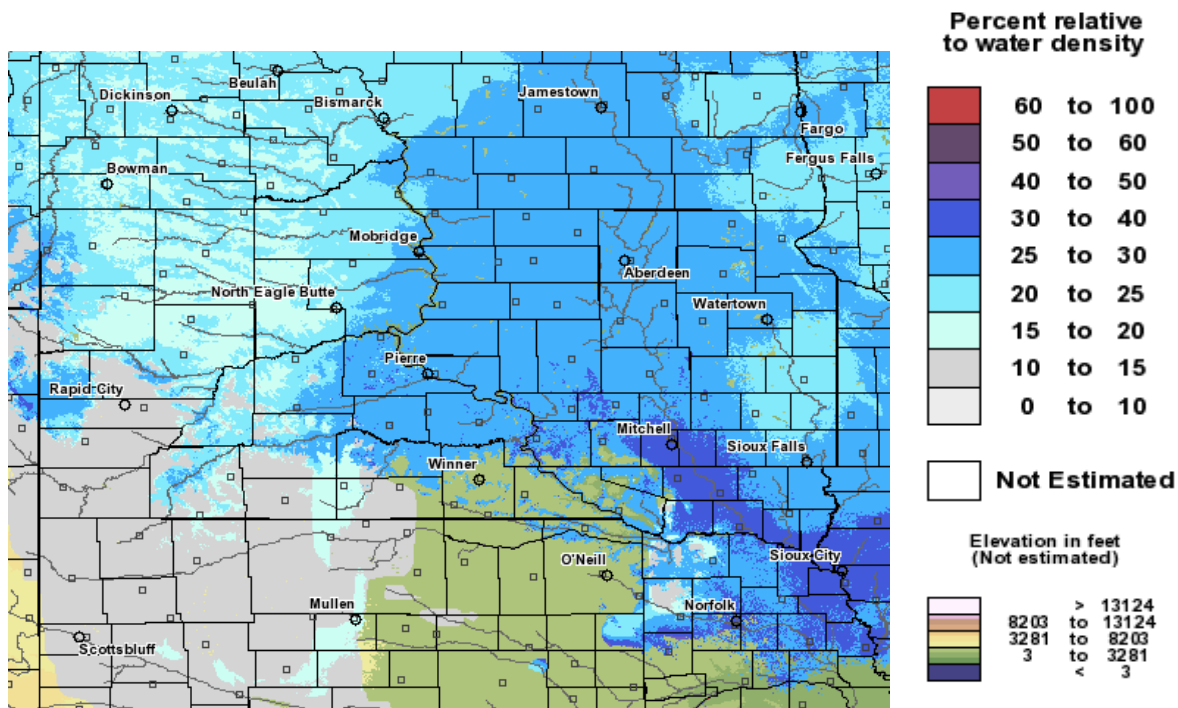 Percent relative
to water density
60 to 100
50 to 60
40 to 50
30 to 40
25 to 30
20 to 25
15 to 20
10 to 15
0 to 10
Not Estimated
Elevation in feet
(Not estimated)
> 13124
8203 to 13124
3281 to 8203
3 to 3281
< 3
Beulah
Dickinson
Bismarck
Jamestown
Fargo
Fergus Falls
Bowman
Mobridge
Aberdeen
North Eagle Butte
Watertown
Pierre
Rapid City
Mitchell
Sioux Falls
Winner
O'Neill
Sioux City
Mullen
Norfolk
Scottsbluff